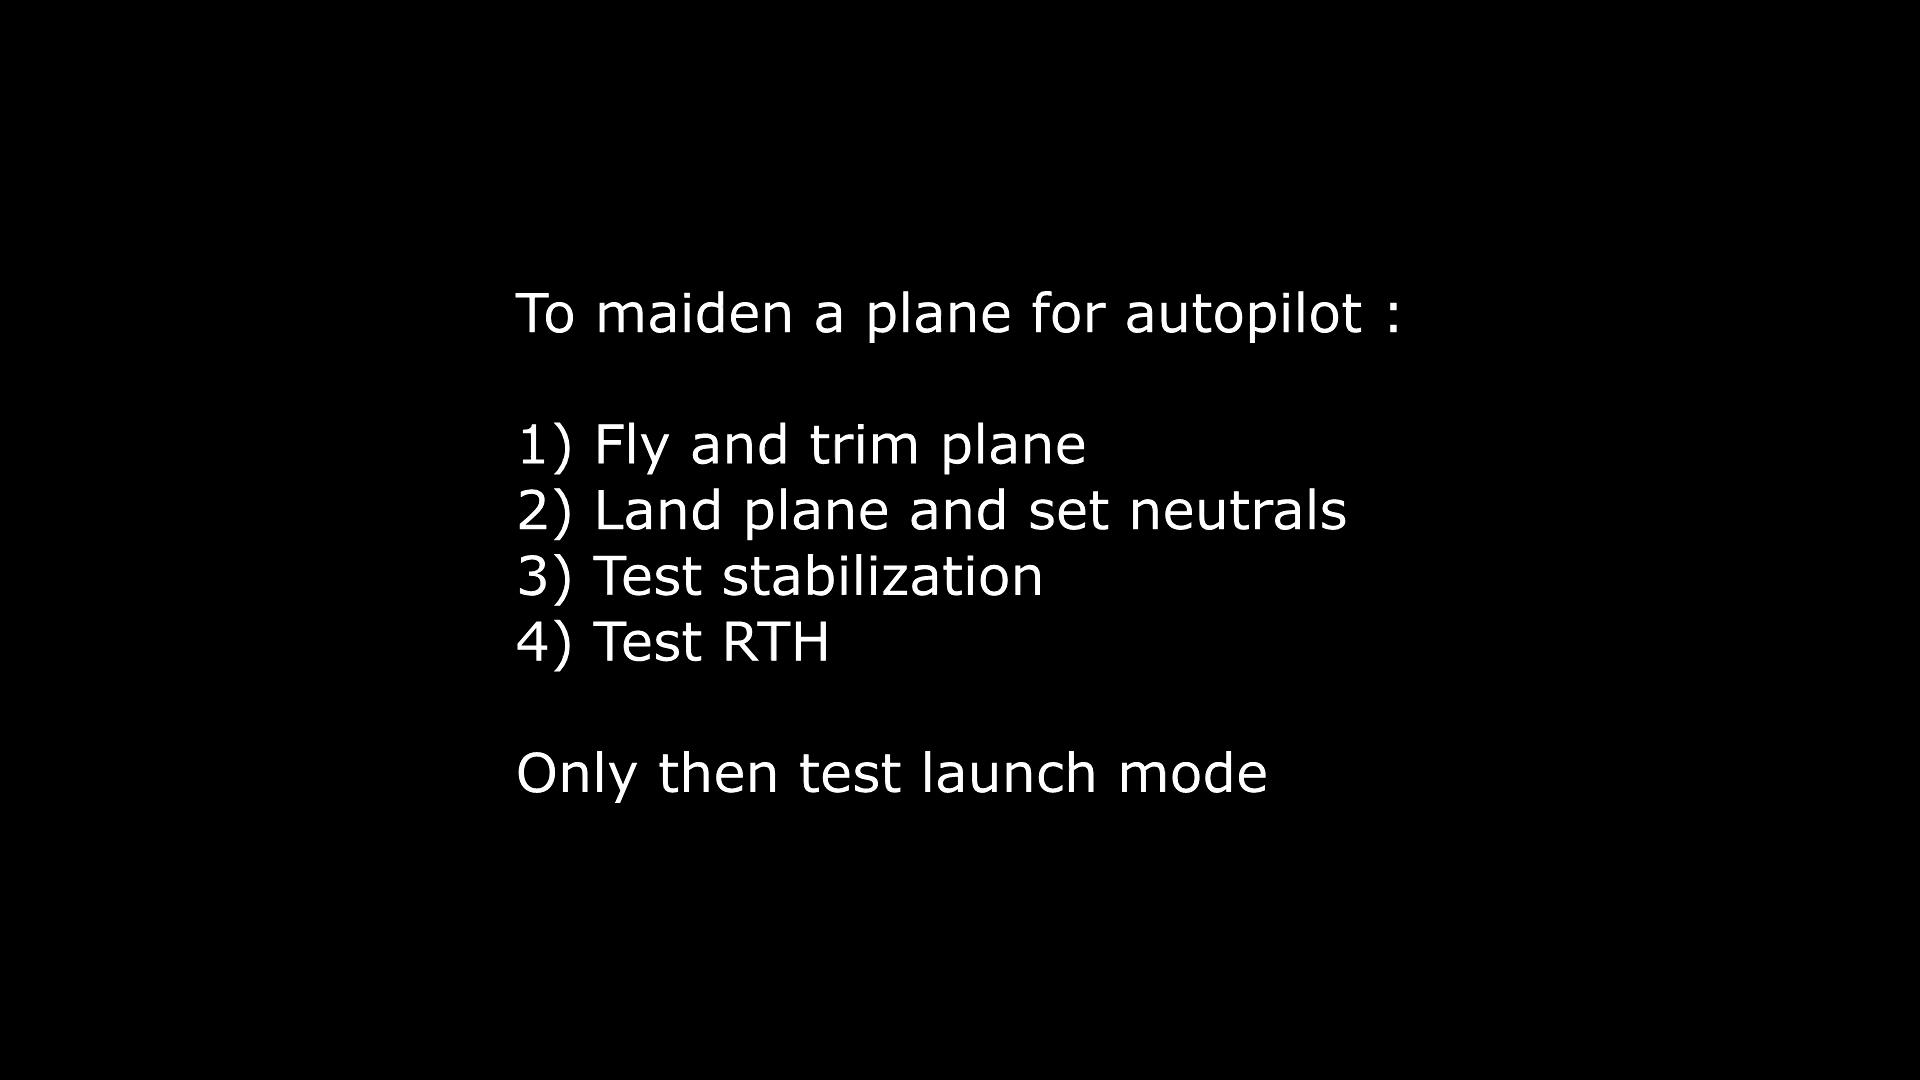 To maiden a plane for autopilot :
1) Fly and trim plane
2) Land plane and set neutrals
3) Test stabilization
4) Test RTH
Only then test launch mode